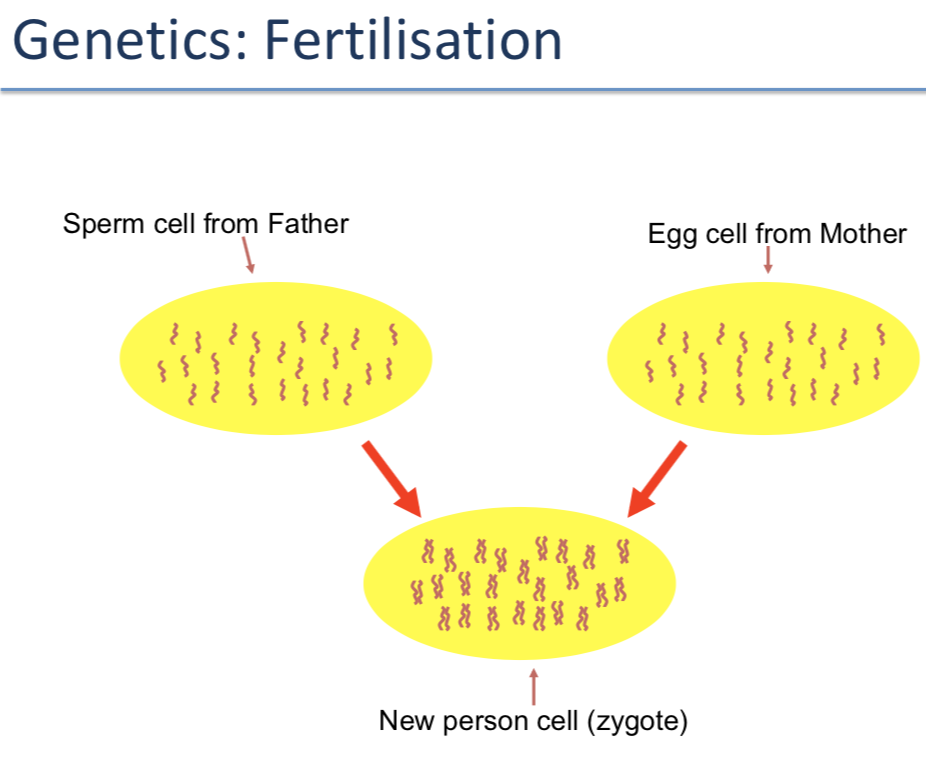 Genetics: Fertilisation
Sperm cell from Father
Egg cell from Mother
New person cell (zygote)